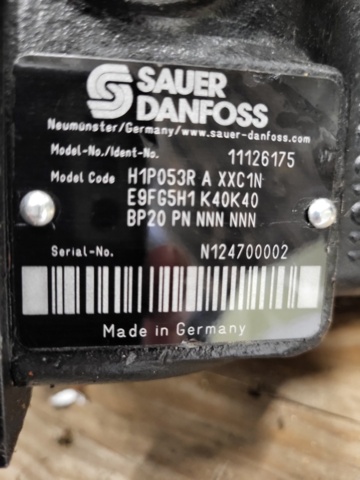 SAUER
DANFOSS
Neumünster/Germany/www.sauer-danfoss.com
Model-No./Ident-No. 11126175
Model Code H1P053R A XXC1N
E9FG5H1 K40K40
BP20 PN NNN NNN
Serial-No. N124700002
Made in Germany